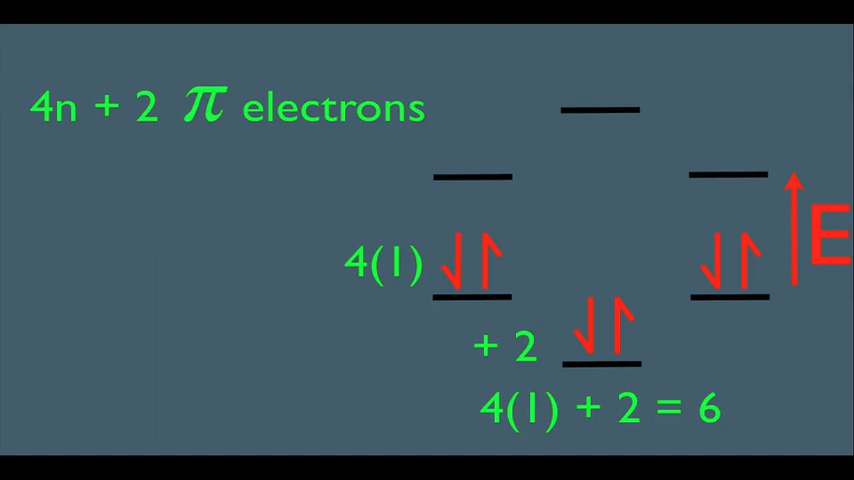 4n + 2 π electrons
E
4(1)
+ 2
4(1) + 2 = 6